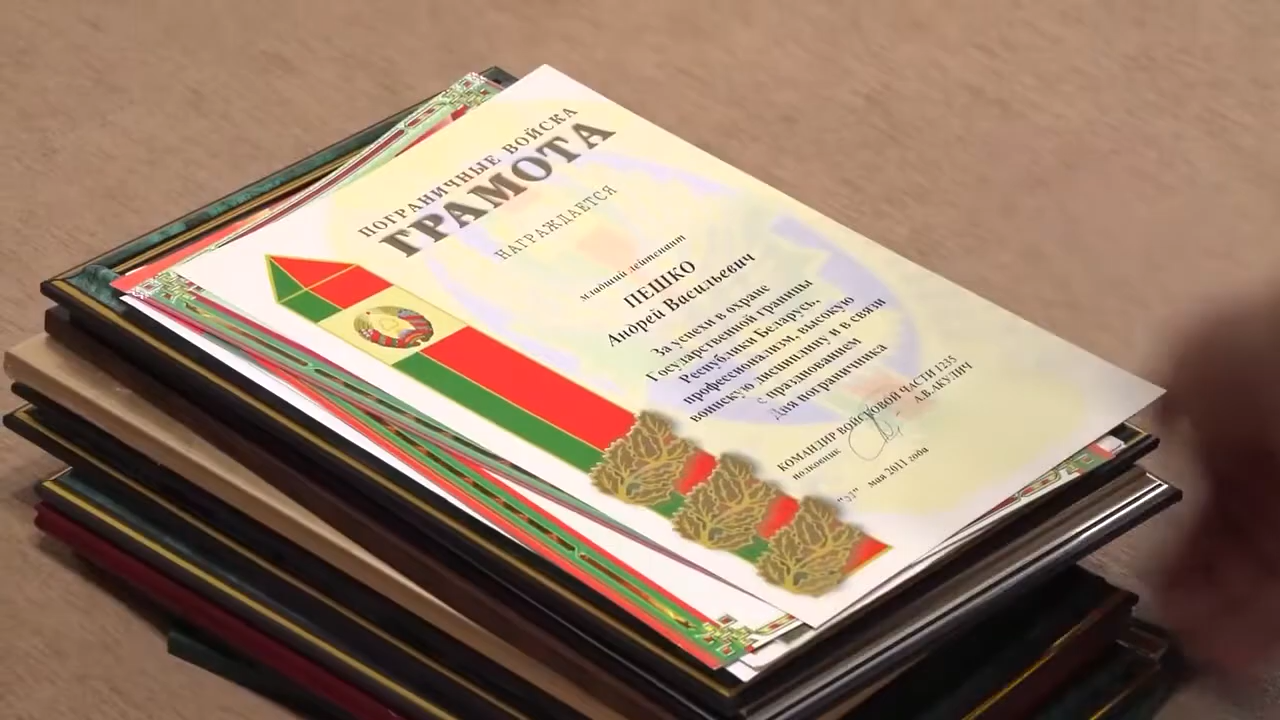 ПОГРАНИЧНЫЕ ВОЙСКА
ГРАМОТА
НАГРАЖДАЕТСЯ
младший лейтенант
ПЕШКО
Андрей Васильевич
За успехи в охране
Государственной границы
Республики Беларусь,
профессионализм, высокую
воинскую дисциплину и в связи
с празднованием
Дня пограничника
КОМАНДИР ВОЙСКОВОЙ ЧАСТИ 1235
полковник А.В.АКУЛИЧ
мая 2011 года